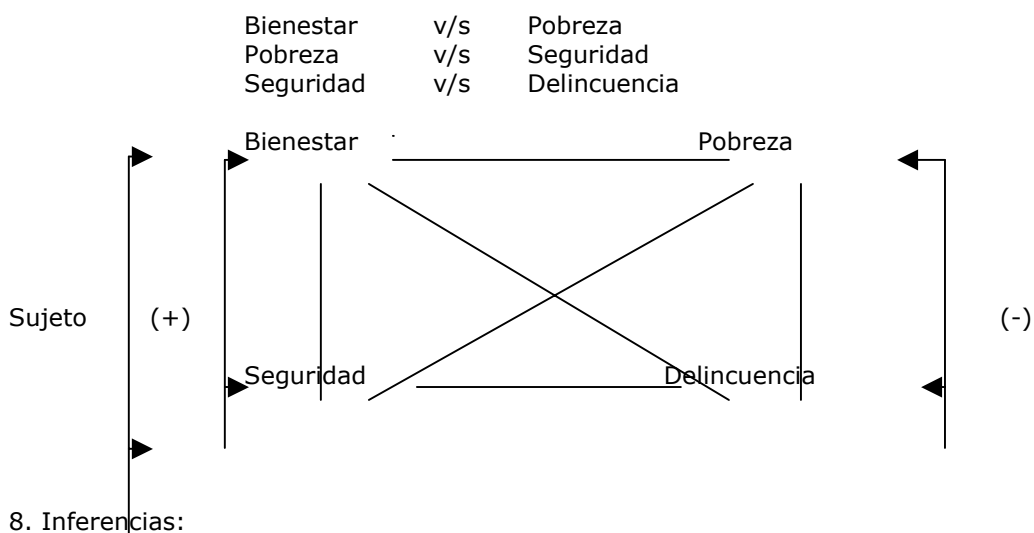 Bienestar v/s Pobreza
Pobreza v/s Seguridad
Seguridad v/s Delincuencia
Bienestar Pobreza
Sujeto (+) (-)
Seguridad Delincuencia
8. Inferencias: